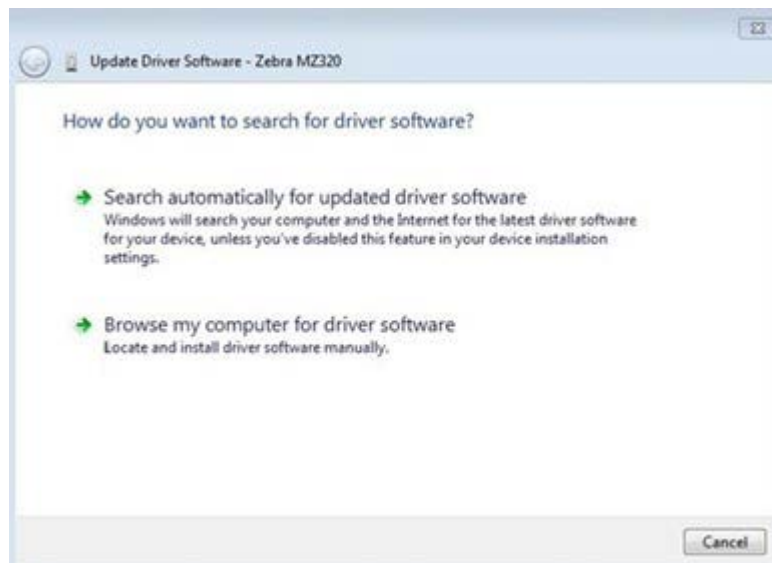 Update Driver Software - Zebra MZ320
How do you want to search for driver software?
Search automatically for updated driver software
Windows will search your computer and the Internet for the latest driver software
for your device, unless you've disabled this feature in your device installation
settings.
Browse my computer for driver software
Locate and install driver software manually.
Cancel